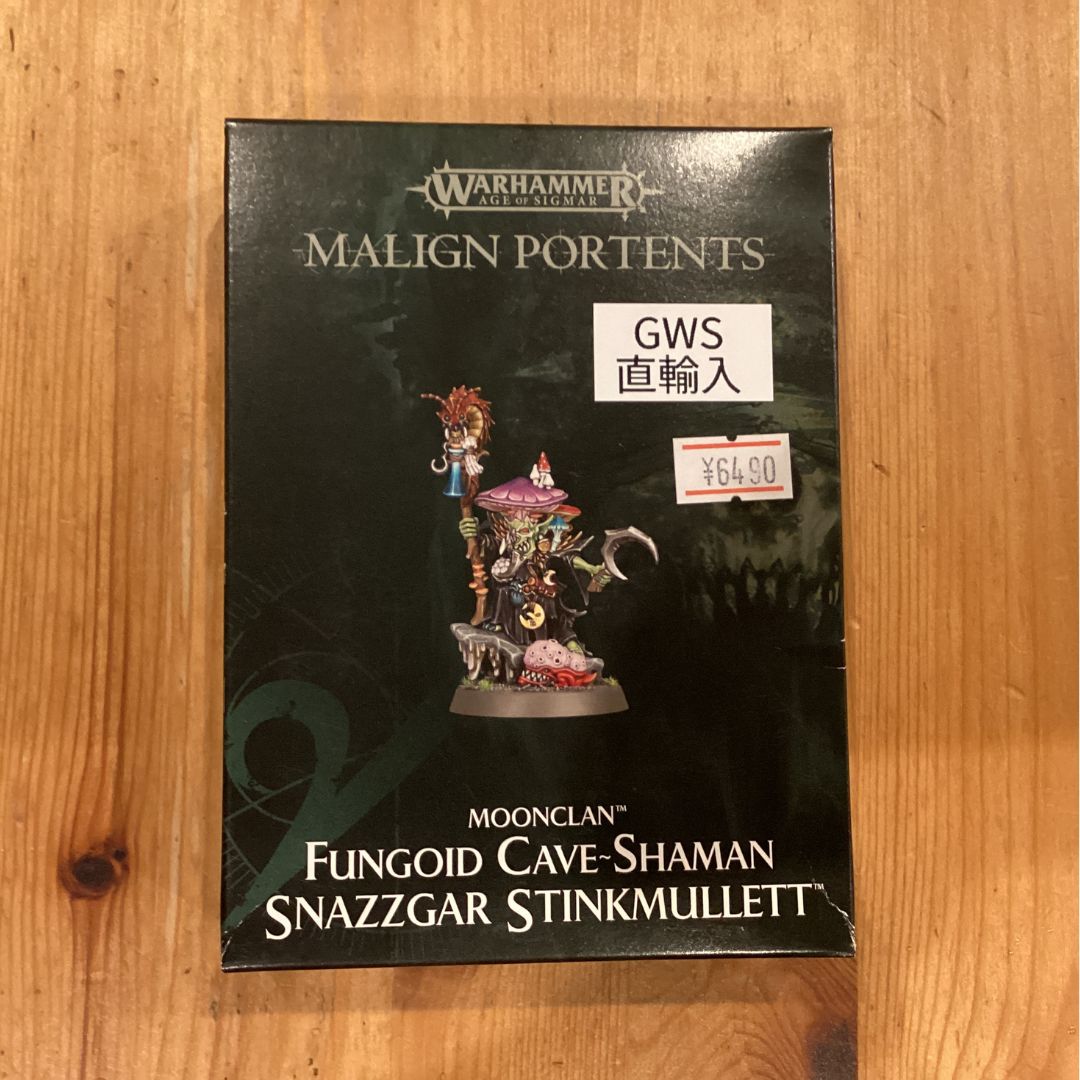 WARHAMMER
AGE OF SIGMAR
MALIGN PORTENTS
GWS
直輸入
¥6490
MOONCLAN™
FUNGOID CAVE~SHAMAN
SNAZZGAR STINKMULLETT™